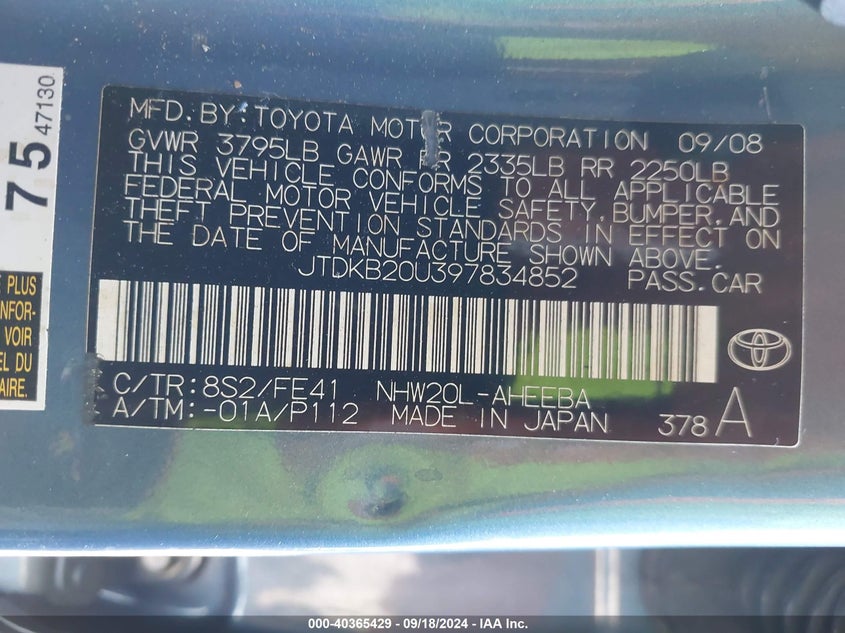 75
47130
E PLUS
NFOR-
VOIR
EL DU
AIRE.
MFD. BY: TOYOTA MOTOR CORPORATION 09/08
GVWR 3795LB GAWR FR 2335LB RR 2250LB
THIS VEHICLE CONFORMS TO ALL APPLICABLE
FEDERAL MOTOR VEHICLE SAFETY, BUMPER, AND
THEFT PREVENTION STANDARDS IN EFFECT ON
THE DATE OF MANUFACTURE SHOWN ABOVE.
JTDKB20U397834852 PASS. CAR
C/TR: 8S2/FE41 NHW20L-AHEEBA
A/TM: -01A/P112 MADE IN JAPAN 378 A
000-40365429 - 09/18/2024 - IAA Inc.